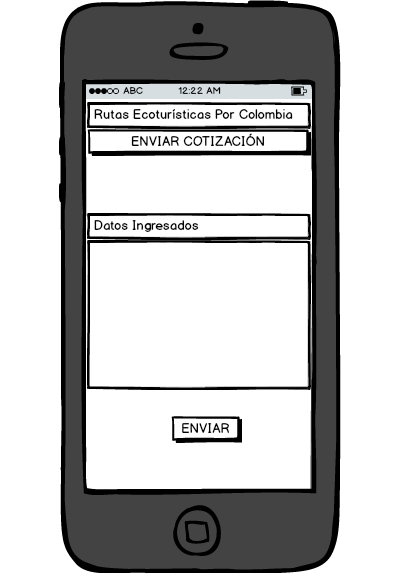 ABC 12:22 AM
Rutas Ecoturísticas Por Colombia
ENVIAR COTIZACIÓN
Datos Ingresados
ENVIAR